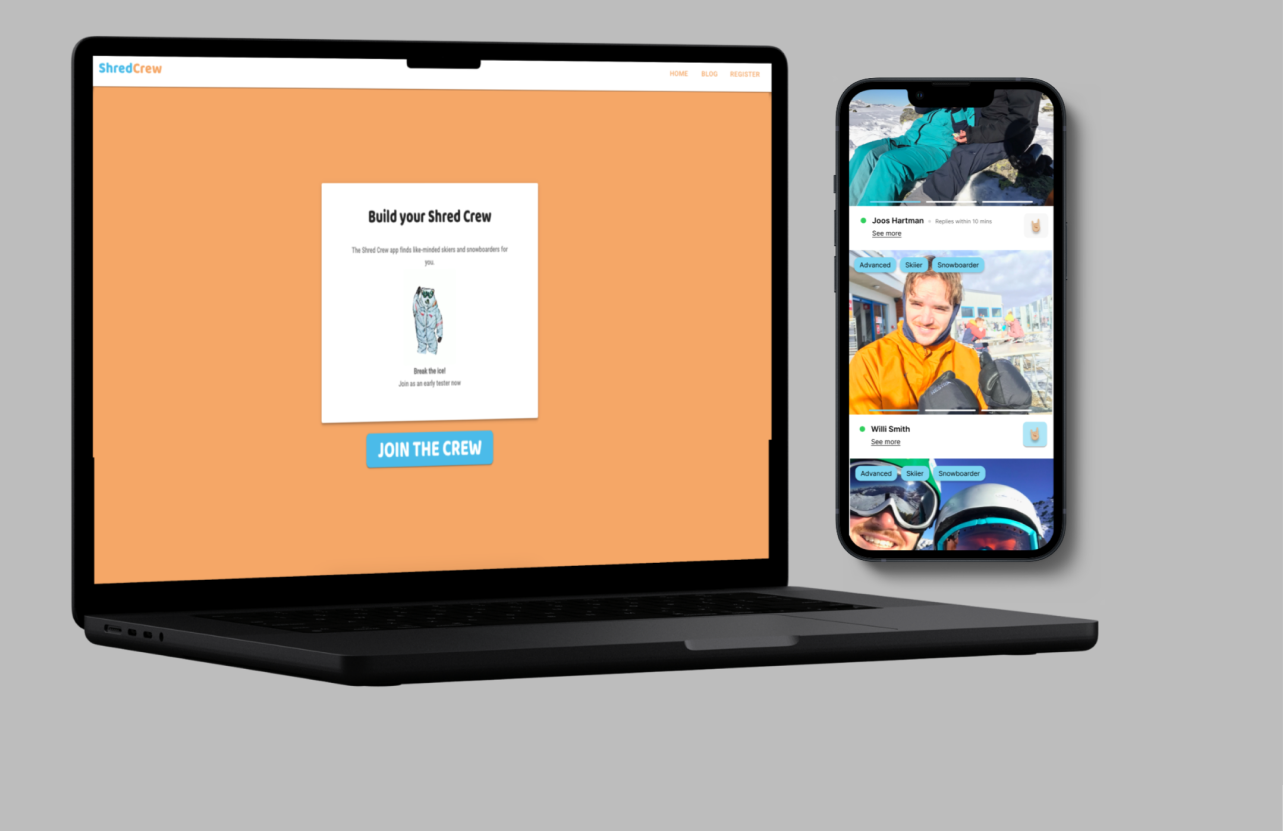 ShredCrew
HOME BLOG REGISTER
Build your Shred Crew
The Shred Crew app finds like-minded skiers and snowboarders for
you.
Break the ice!
Join as an early tester now
JOIN THE CREW
Joos Hartman Replies within 10 mins
See more
Advanced Skiier Snowboarder
Willi Smith
See more
Advanced Skiier Snowboarder